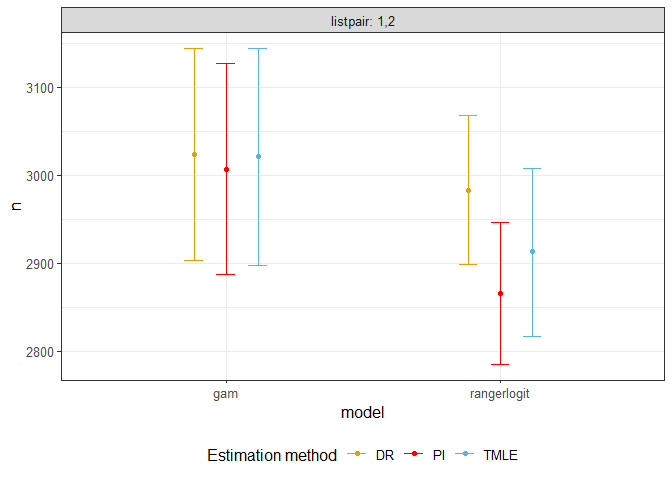 listpair: 1,2
n
3100
3000
2900
2800
gam
rangerlogit
model
Estimation method DR PI TMLE